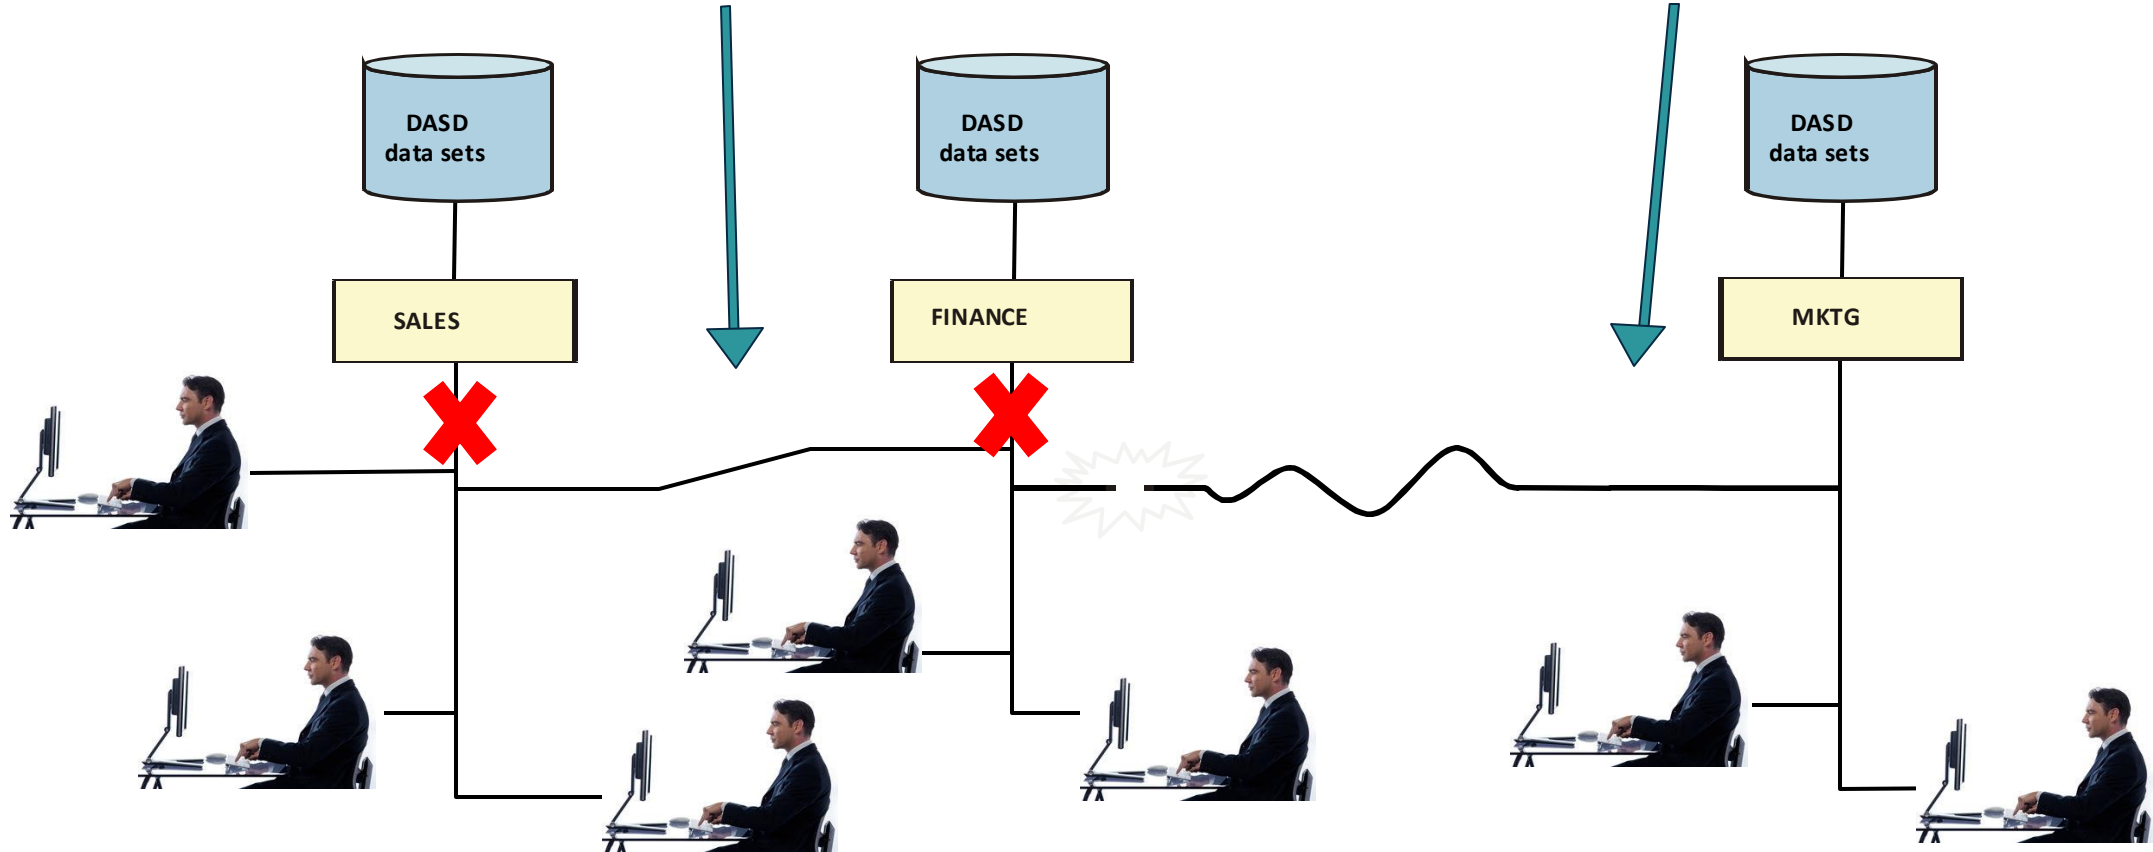 DASD
data sets
DASD
data sets
DASD
data sets
SALES
FINANCE
MKTG